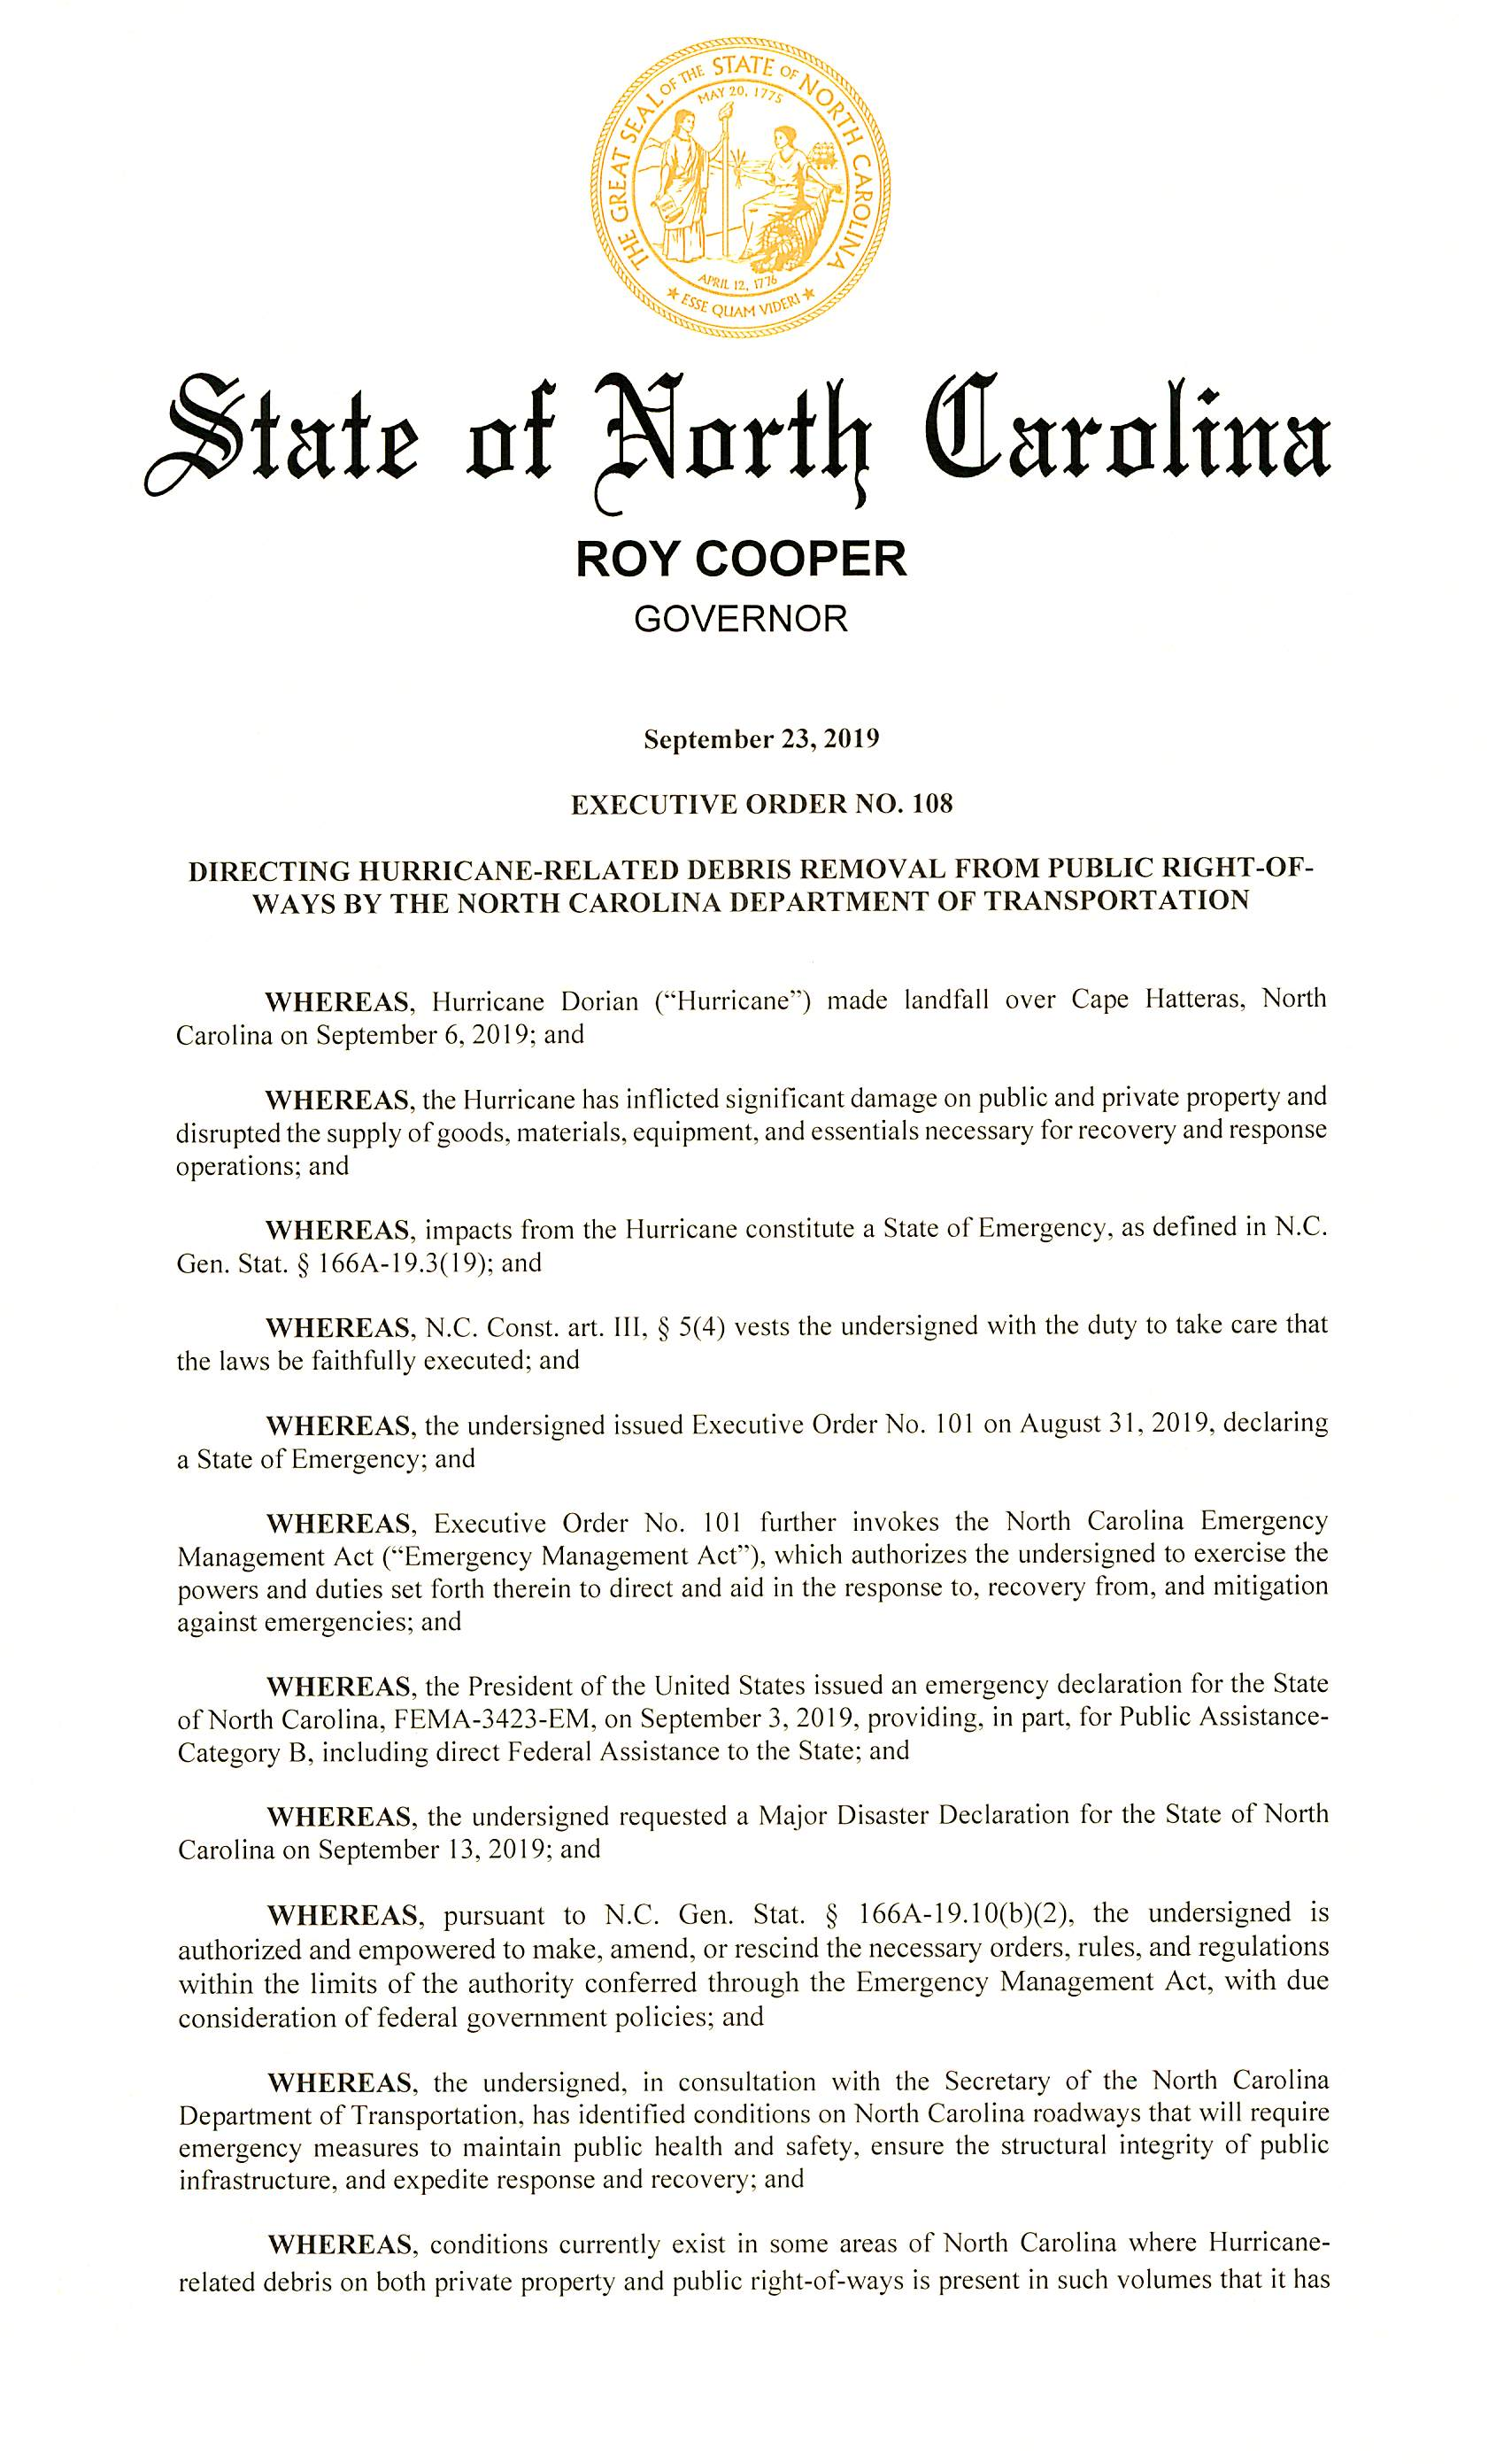 THE GREAT SEAL OF THE STATE OF NORTH CAROLINA
MAY 20, 1775
APRIL 12, 1776
★ ESSE QUAM VIDERI ★
State of North Carolina
ROY COOPER
GOVERNOR
September 23, 2019
EXECUTIVE ORDER NO. 108
DIRECTING HURRICANE-RELATED DEBRIS REMOVAL FROM PUBLIC RIGHT-OF-
WAYS BY THE NORTH CAROLINA DEPARTMENT OF TRANSPORTATION
WHEREAS, Hurricane Dorian (“Hurricane”) made landfall over Cape Hatteras, North
Carolina on September 6, 2019; and
WHEREAS, the Hurricane has inflicted significant damage on public and private property and
disrupted the supply of goods, materials, equipment, and essentials necessary for recovery and response
operations; and
WHEREAS, impacts from the Hurricane constitute a State of Emergency, as defined in N.C.
Gen. Stat. § 166A-19.3(19); and
WHEREAS, N.C. Const. art. III, § 5(4) vests the undersigned with the duty to take care that
the laws be faithfully executed; and
WHEREAS, the undersigned issued Executive Order No. 101 on August 31, 2019, declaring
a State of Emergency; and
WHEREAS, Executive Order No. 101 further invokes the North Carolina Emergency
Management Act (“Emergency Management Act”), which authorizes the undersigned to exercise the
powers and duties set forth therein to direct and aid in the response to, recovery from, and mitigation
against emergencies; and
WHEREAS, the President of the United States issued an emergency declaration for the State
of North Carolina, FEMA-3423-EM, on September 3, 2019, providing, in part, for Public Assistance-
Category B, including direct Federal Assistance to the State; and
WHEREAS, the undersigned requested a Major Disaster Declaration for the State of North
Carolina on September 13, 2019; and
WHEREAS, pursuant to N.C. Gen. Stat. § 166A-19.10(b)(2), the undersigned is
authorized and empowered to make, amend, or rescind the necessary orders, rules, and regulations
within the limits of the authority conferred through the Emergency Management Act, with due
consideration of federal government policies; and
WHEREAS, the undersigned, in consultation with the Secretary of the North Carolina
Department of Transportation, has identified conditions on North Carolina roadways that will require
emergency measures to maintain public health and safety, ensure the structural integrity of public
infrastructure, and expedite response and recovery; and
WHEREAS, conditions currently exist in some areas of North Carolina where Hurricane-
related debris on both private property and public right-of-ways is present in such volumes that it has